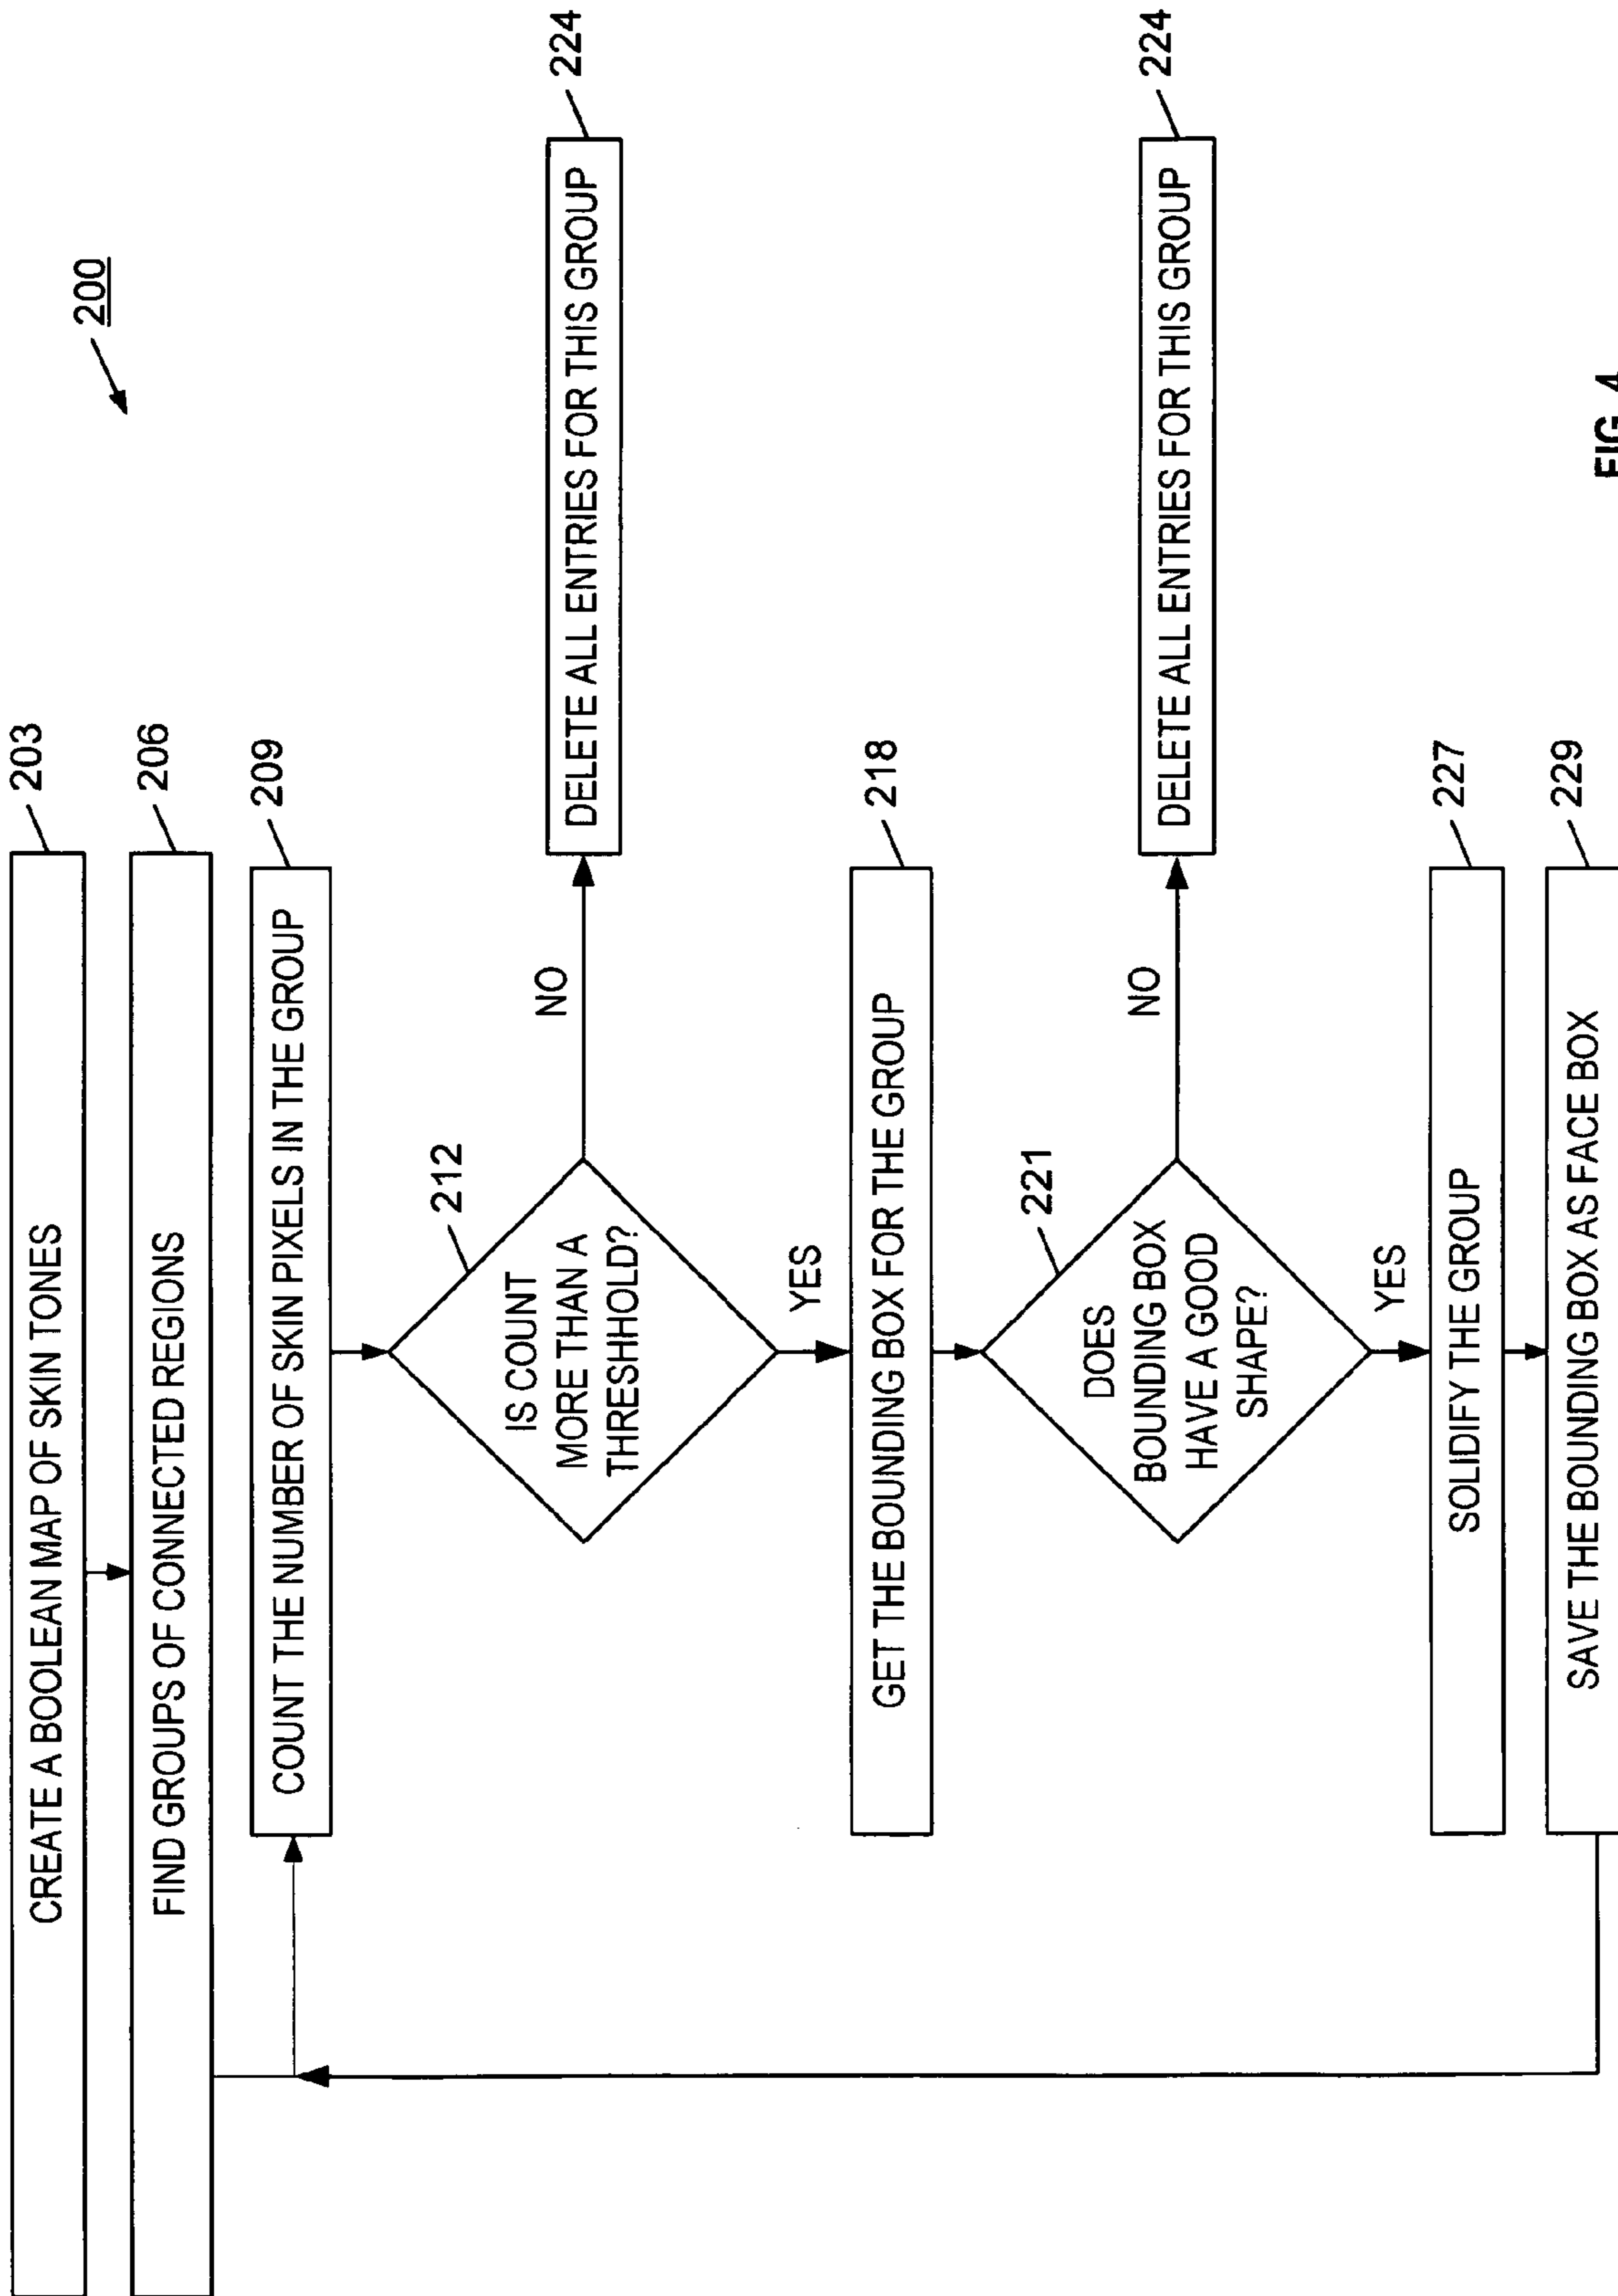 200
CREATE A BOOLEAN MAP OF SKIN TONES
203
FIND GROUPS OF CONNECTED REGIONS
206
COUNT THE NUMBER OF SKIN PIXELS IN THE GROUP
209
IS COUNT
MORE THAN A
THRESHHOLD?
212
NO
DELETE ALL ENTRIES FOR THIS GROUP
224
YES
GET THE BOUNDING BOX FOR THE GROUP
218
DOES
BOUNDING BOX
HAVE A GOOD
SHAPE?
221
NO
DELETE ALL ENTRIES FOR THIS GROUP
224
YES
SOLIDIFY THE GROUP
227
SAVE THE BOUNDING BOX AS FACE BOX
229
FIG. 4